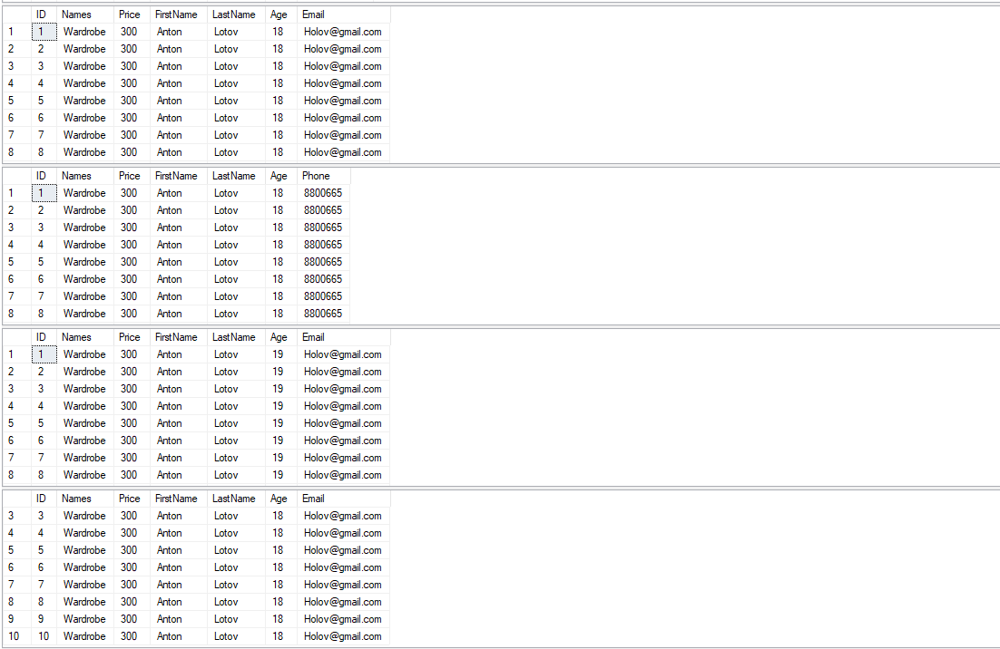 ID Names Price FirstName LastName Age Email
1 1 Wardrobe 300 Anton Lotov 18 Holov@gmail.com
2 2 Wardrobe 300 Anton Lotov 18 Holov@gmail.com
3 3 Wardrobe 300 Anton Lotov 18 Holov@gmail.com
4 4 Wardrobe 300 Anton Lotov 18 Holov@gmail.com
5 5 Wardrobe 300 Anton Lotov 18 Holov@gmail.com
6 6 Wardrobe 300 Anton Lotov 18 Holov@gmail.com
7 7 Wardrobe 300 Anton Lotov 18 Holov@gmail.com
8 8 Wardrobe 300 Anton Lotov 18 Holov@gmail.com
ID Names Price FirstName LastName Age Phone
1 1 Wardrobe 300 Anton Lotov 18 8800665
2 2 Wardrobe 300 Anton Lotov 18 8800665
3 3 Wardrobe 300 Anton Lotov 18 8800665
4 4 Wardrobe 300 Anton Lotov 18 8800665
5 5 Wardrobe 300 Anton Lotov 18 8800665
6 6 Wardrobe 300 Anton Lotov 18 8800665
7 7 Wardrobe 300 Anton Lotov 18 8800665
8 8 Wardrobe 300 Anton Lotov 18 8800665
ID Names Price FirstName LastName Age Email
1 1 Wardrobe 300 Anton Lotov 19 Holov@gmail.com
2 2 Wardrobe 300 Anton Lotov 19 Holov@gmail.com
3 3 Wardrobe 300 Anton Lotov 19 Holov@gmail.com
4 4 Wardrobe 300 Anton Lotov 19 Holov@gmail.com
5 5 Wardrobe 300 Anton Lotov 19 Holov@gmail.com
6 6 Wardrobe 300 Anton Lotov 19 Holov@gmail.com
7 7 Wardrobe 300 Anton Lotov 19 Holov@gmail.com
8 8 Wardrobe 300 Anton Lotov 19 Holov@gmail.com
ID Names Price FirstName LastName Age Email
3 3 Wardrobe 300 Anton Lotov 18 Holov@gmail.com
4 4 Wardrobe 300 Anton Lotov 18 Holov@gmail.com
5 5 Wardrobe 300 Anton Lotov 18 Holov@gmail.com
6 6 Wardrobe 300 Anton Lotov 18 Holov@gmail.com
7 7 Wardrobe 300 Anton Lotov 18 Holov@gmail.com
8 8 Wardrobe 300 Anton Lotov 18 Holov@gmail.com
9 9 Wardrobe 300 Anton Lotov 18 Holov@gmail.com
10 10 Wardrobe 300 Anton Lotov 18 Holov@gmail.com